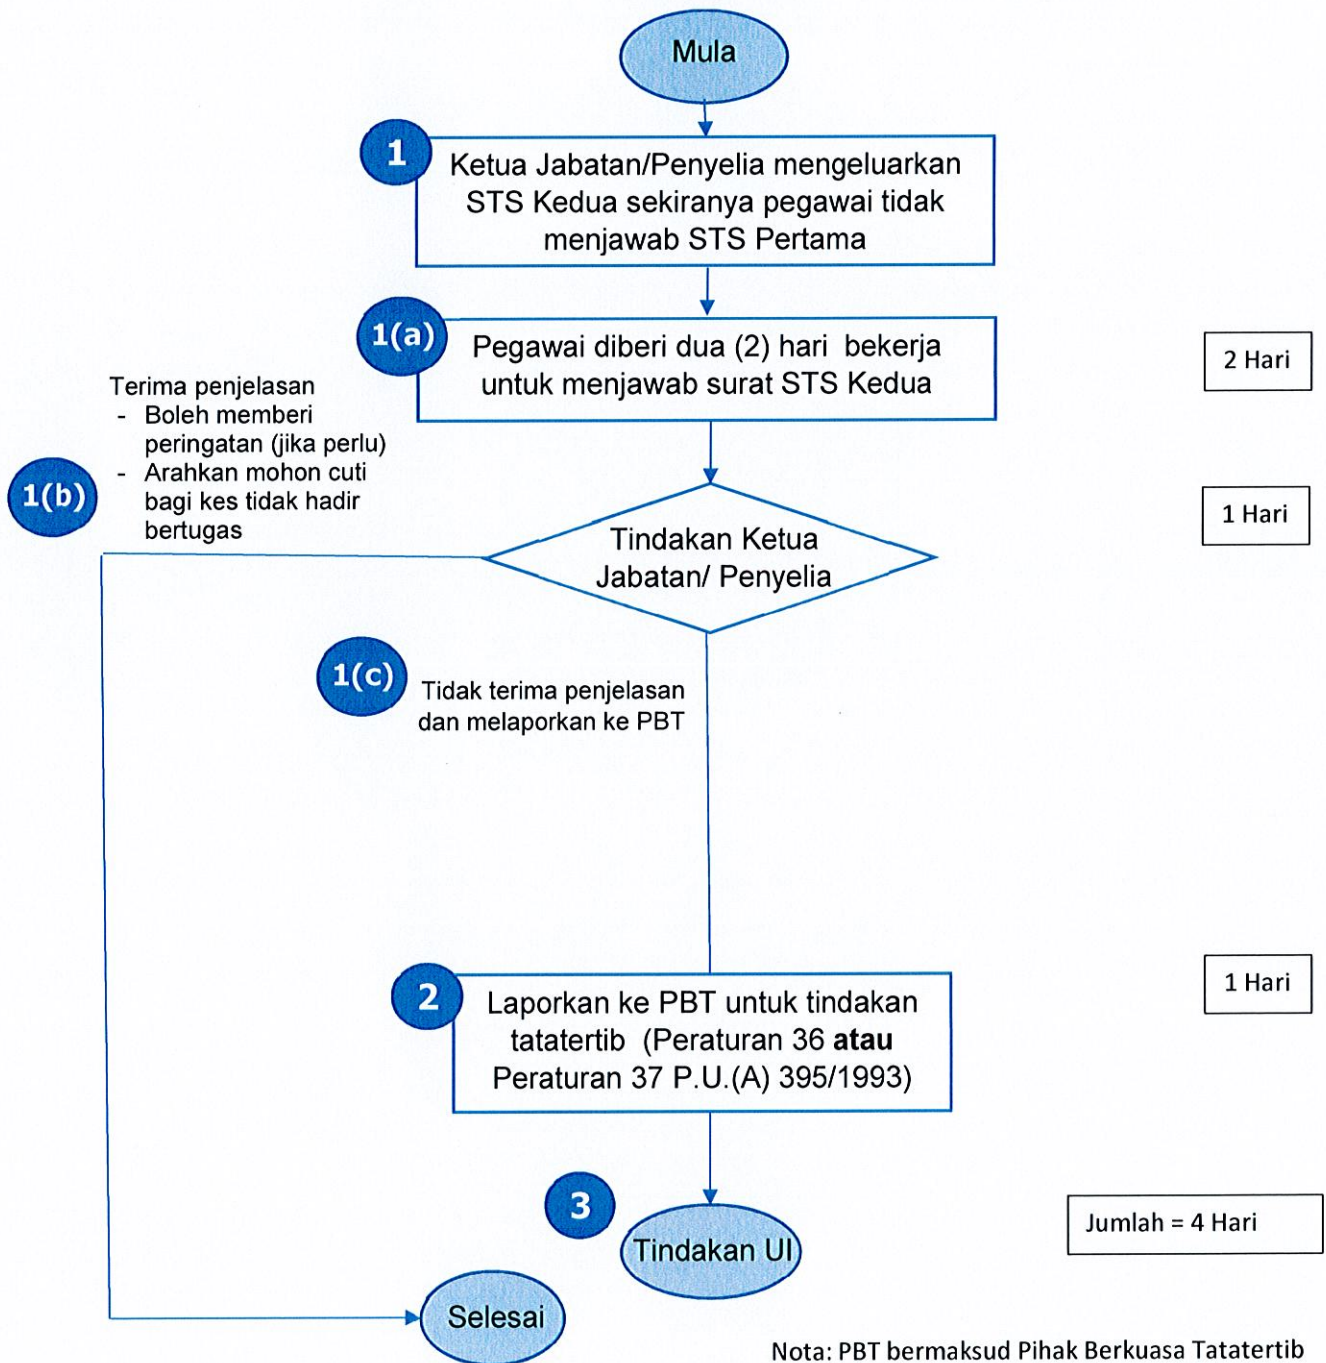 Mula
1
Ketua Jabatan/Penyelia mengeluarkan
STS Kedua sekiranya pegawai tidak
menjawab STS Pertama
1(a)
Pegawai diberi dua (2) hari bekerja
untuk menjawab surat STS Kedua
2 Hari
1(b)
Terima penjelasan
- Boleh memberi
peringatan (jika perlu)
- Arahkan mohon cuti
bagi kes tidak hadir
bertugas
Tindakan Ketua
Jabatan/ Penyelia
1 Hari
1(c)
Tidak terima penjelasan
dan melaporkan ke PBT
2
Laporkan ke PBT untuk tindakan
tatatertib (Peraturan 36 atau
Peraturan 37 P.U.(A) 395/1993)
1 Hari
3
Tindakan UI
Jumlah = 4 Hari
Selesai
Nota: PBT bermaksud Pihak Berkuasa Tatatertib